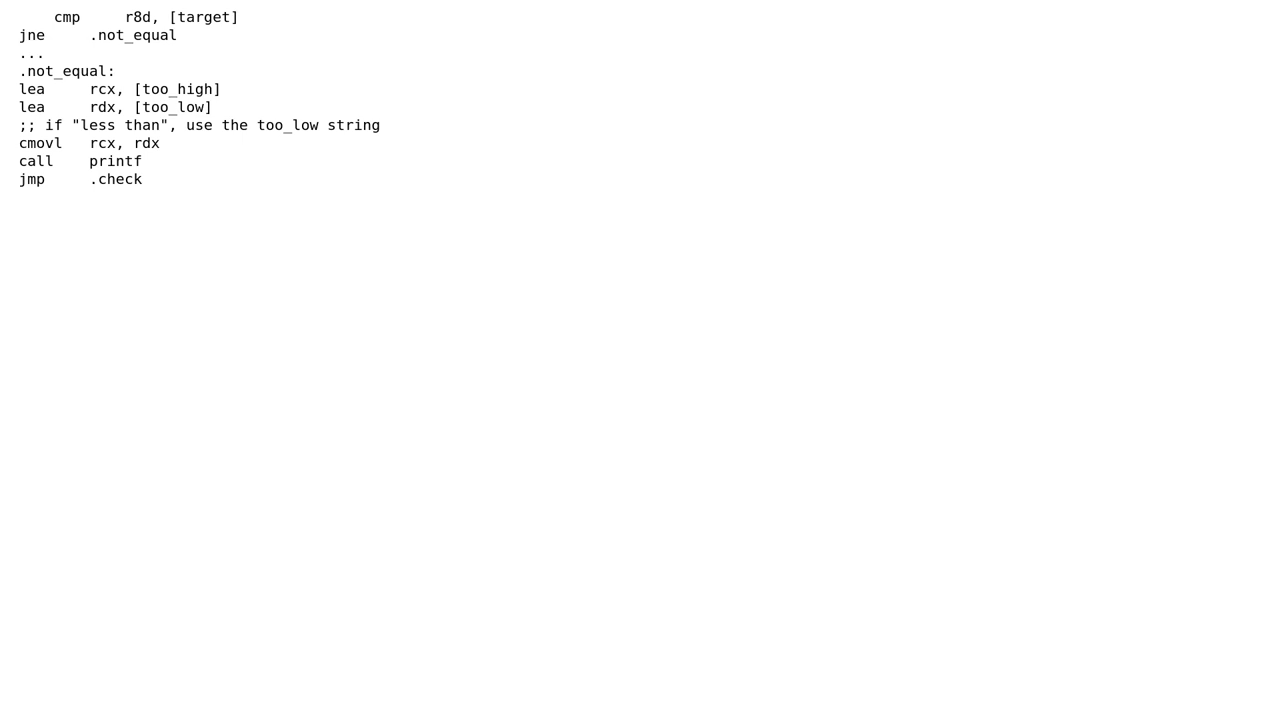 cmp     r8d, [target]
jne     .not_equal
...
.not_equal:
lea     rcx, [too_high]
lea     rdx, [too_low]
;; if "less than", use the too_low string
cmovl   rcx, rdx
call    printf
jmp     .check